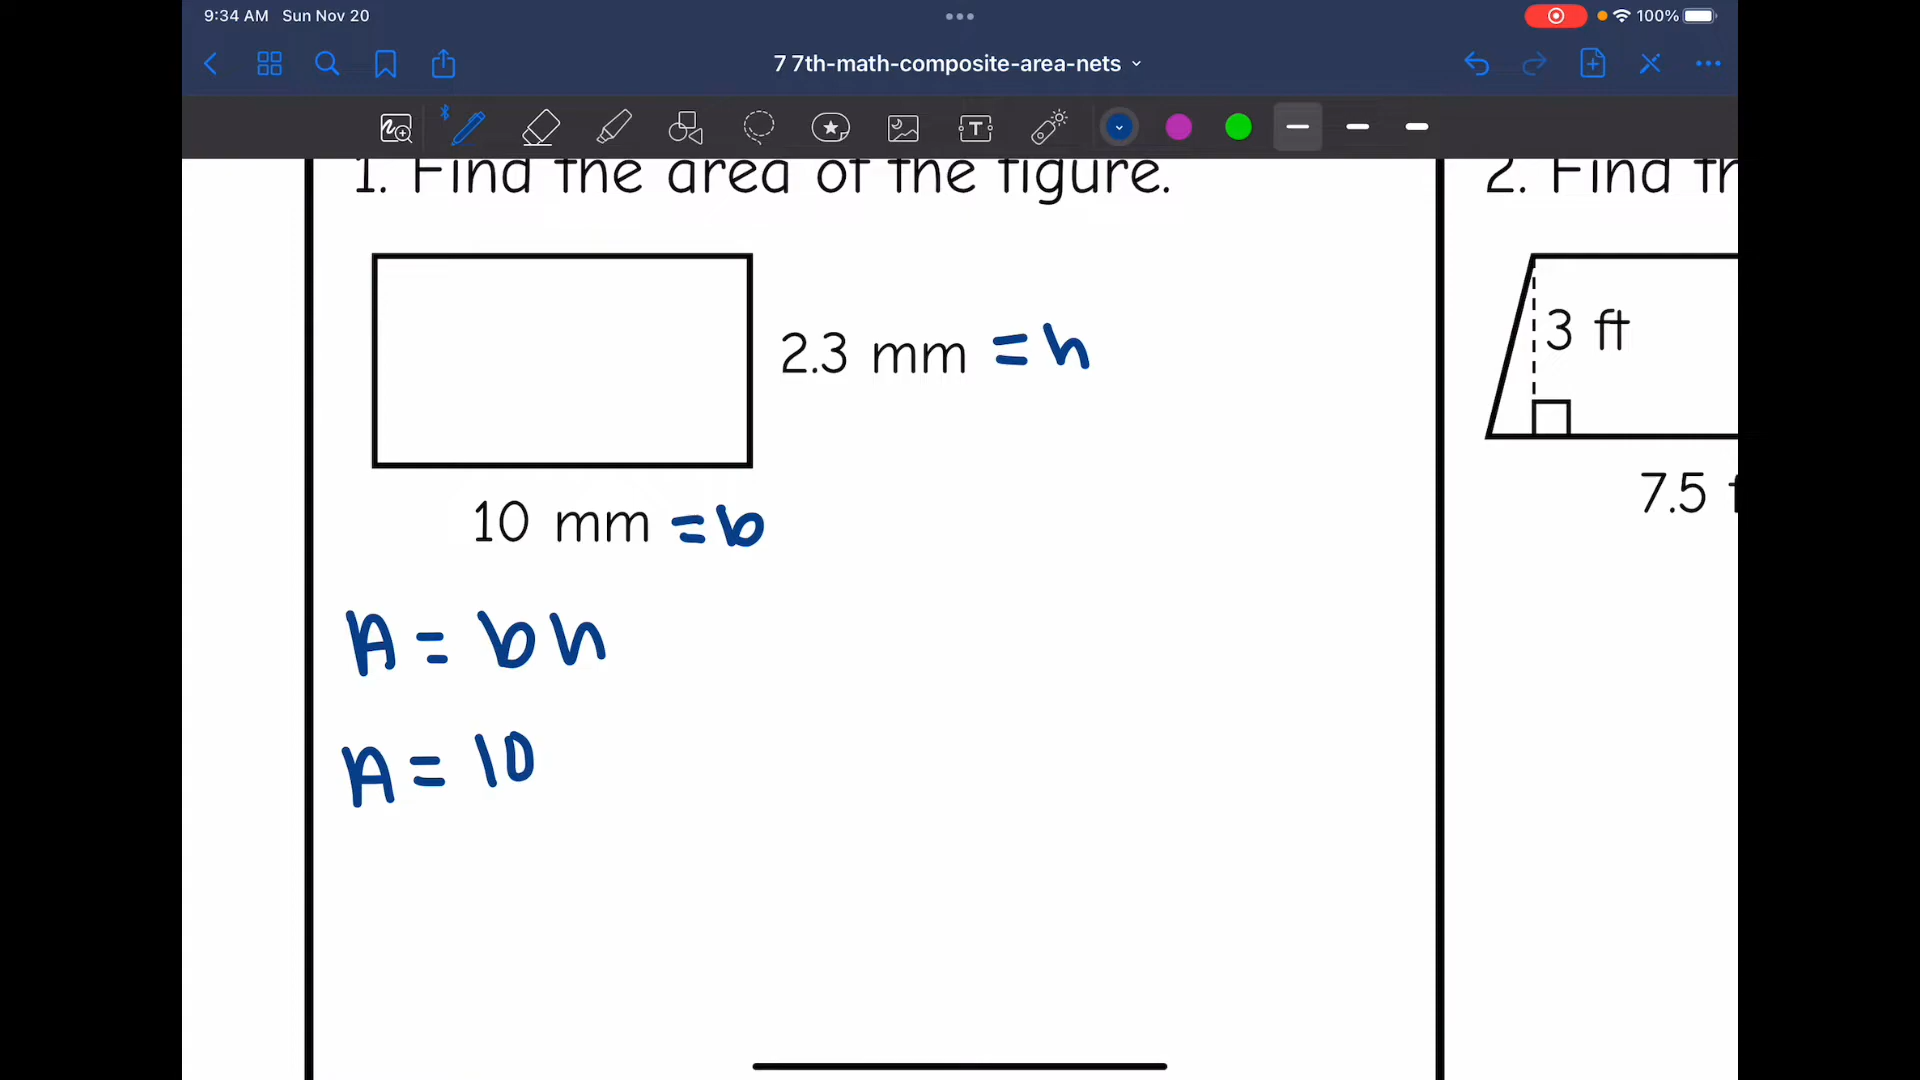 9:34 AM Sun Nov 20
100%
7 7th-math-composite-area-nets
T
1. Find the area of the figure.
2.3 mm = h
10 mm = b
A = bh
A = 10
2. Find
3 ft
7.5